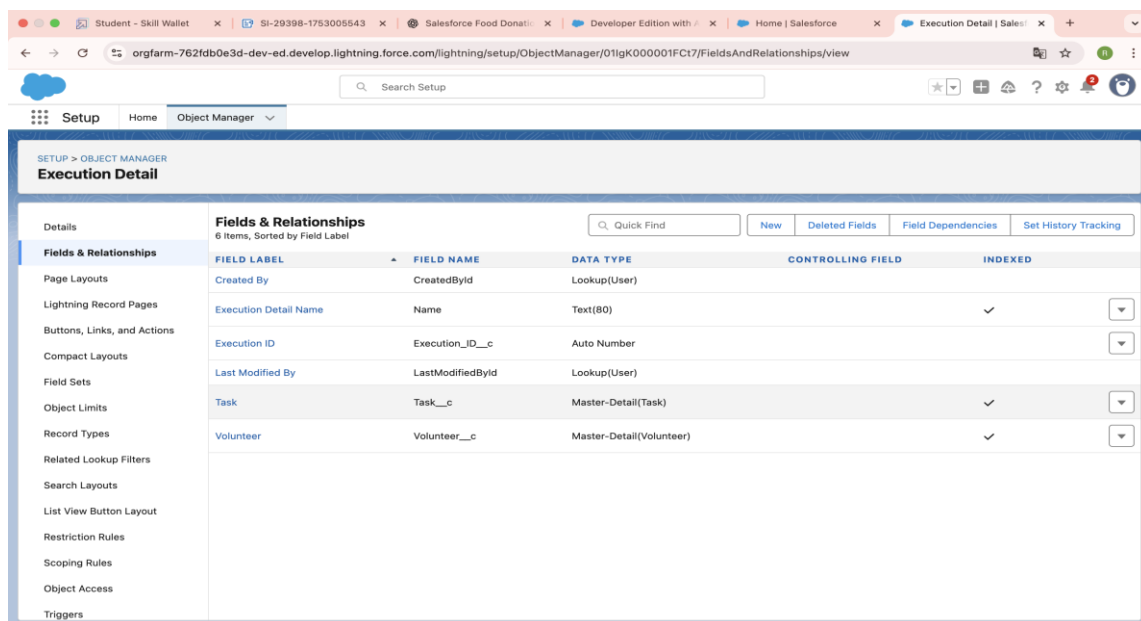 Student - Skill Wallet
SI-29398-1753005543
Salesforce Food Donatio
Developer Edition with A
Home | Salesforce
Execution Detail | Salesf
orgfarm-762fdb0e3d-dev-ed.develop.lightning.force.com/lightning/setup/ObjectManager/01IgK000001FCt7/FieldsAndRelationships/view
R
Search Setup
2
Setup
Home
Object Manager
SETUP > OBJECT MANAGER
Execution Detail
Details
Fields & Relationships
Page Layouts
Lightning Record Pages
Buttons, Links, and Actions
Compact Layouts
Field Sets
Object Limits
Record Types
Related Lookup Filters
Search Layouts
List View Button Layout
Restriction Rules
Scoping Rules
Object Access
Triggers
Fields & Relationships
6 Items, Sorted by Field Label
Quick Find
New
Deleted Fields
Field Dependencies
Set History Tracking
FIELD LABEL FIELD NAME DATA TYPE CONTROLLING FIELD INDEXED
Created By CreatedById Lookup(User)
Execution Detail Name Name Text(80)
Execution ID Execution_ID__c Auto Number
Last Modified By LastModifiedById Lookup(User)
Task Task__c Master-Detail(Task)
Volunteer Volunteer__c Master-Detail(Volunteer)